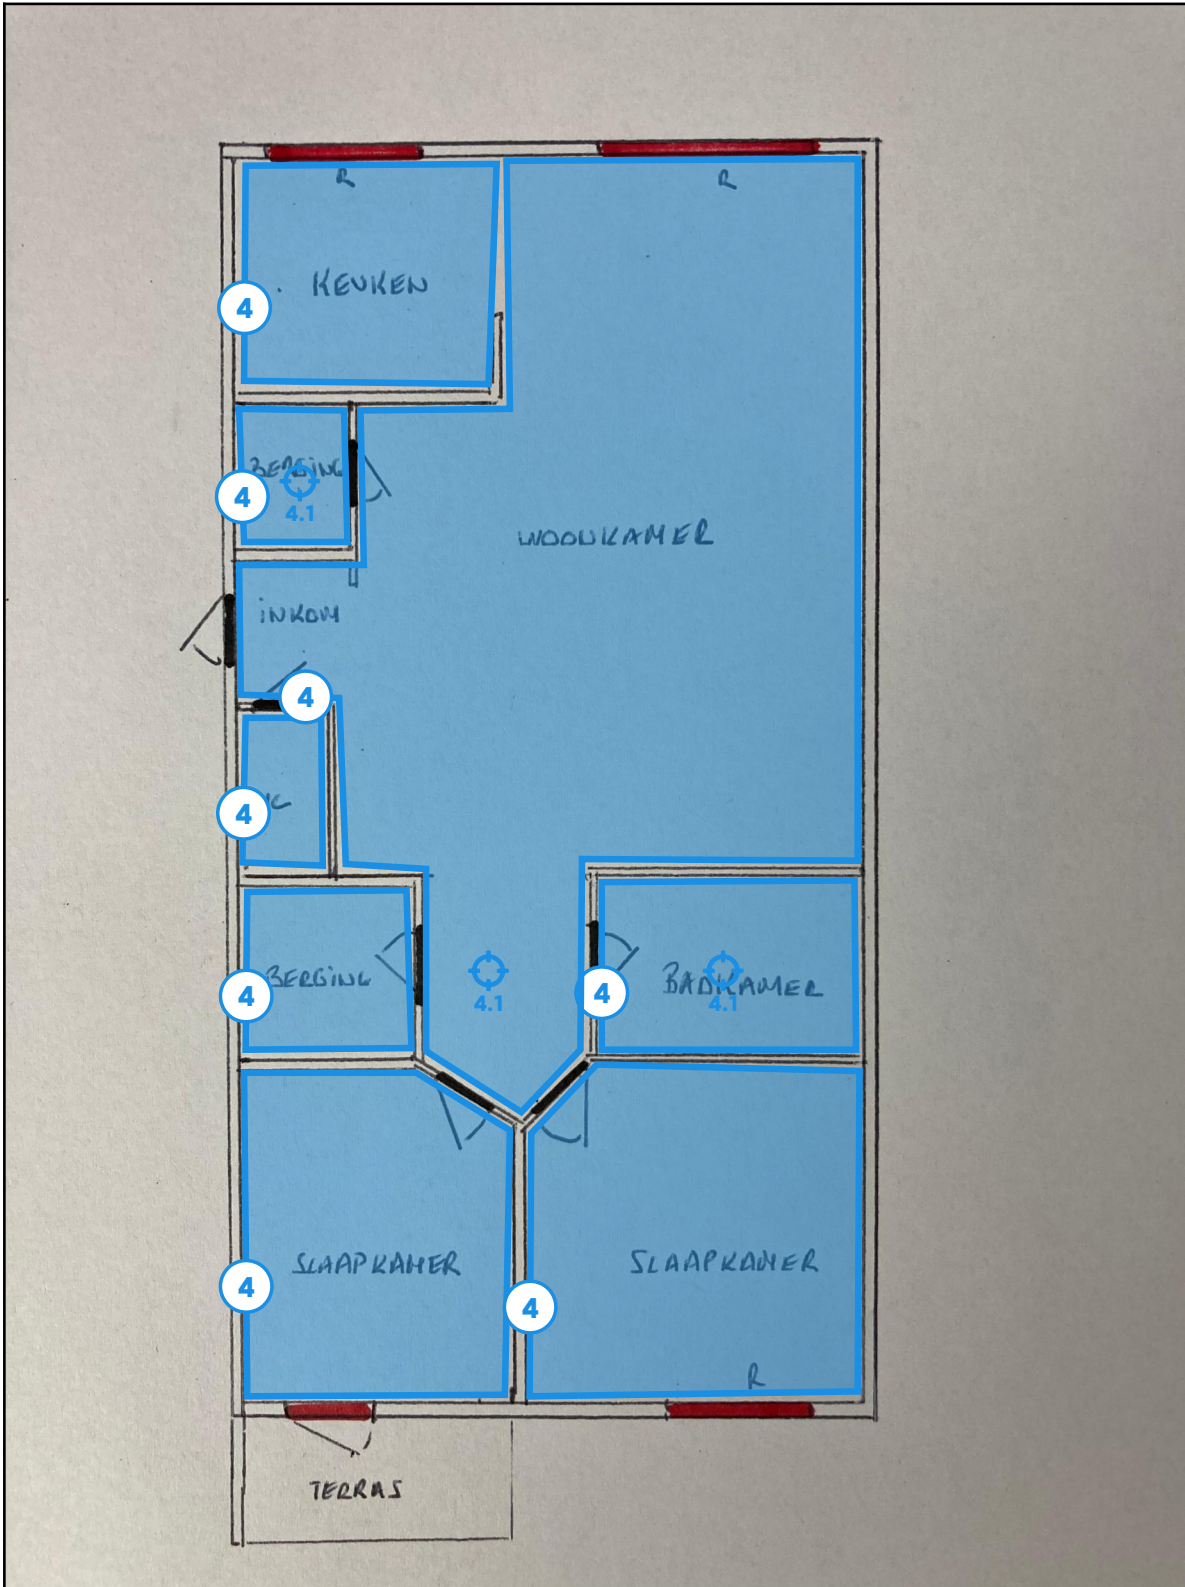 R
R
KEUKEN
4
BERGING
4
4.1
WOONKAMER
INKOM
4
4
BERGING
4
4.1
4
BADKAMER
4.1
SLAAPKAMER
SLAAPKAMER
4
4
R
TERRAS